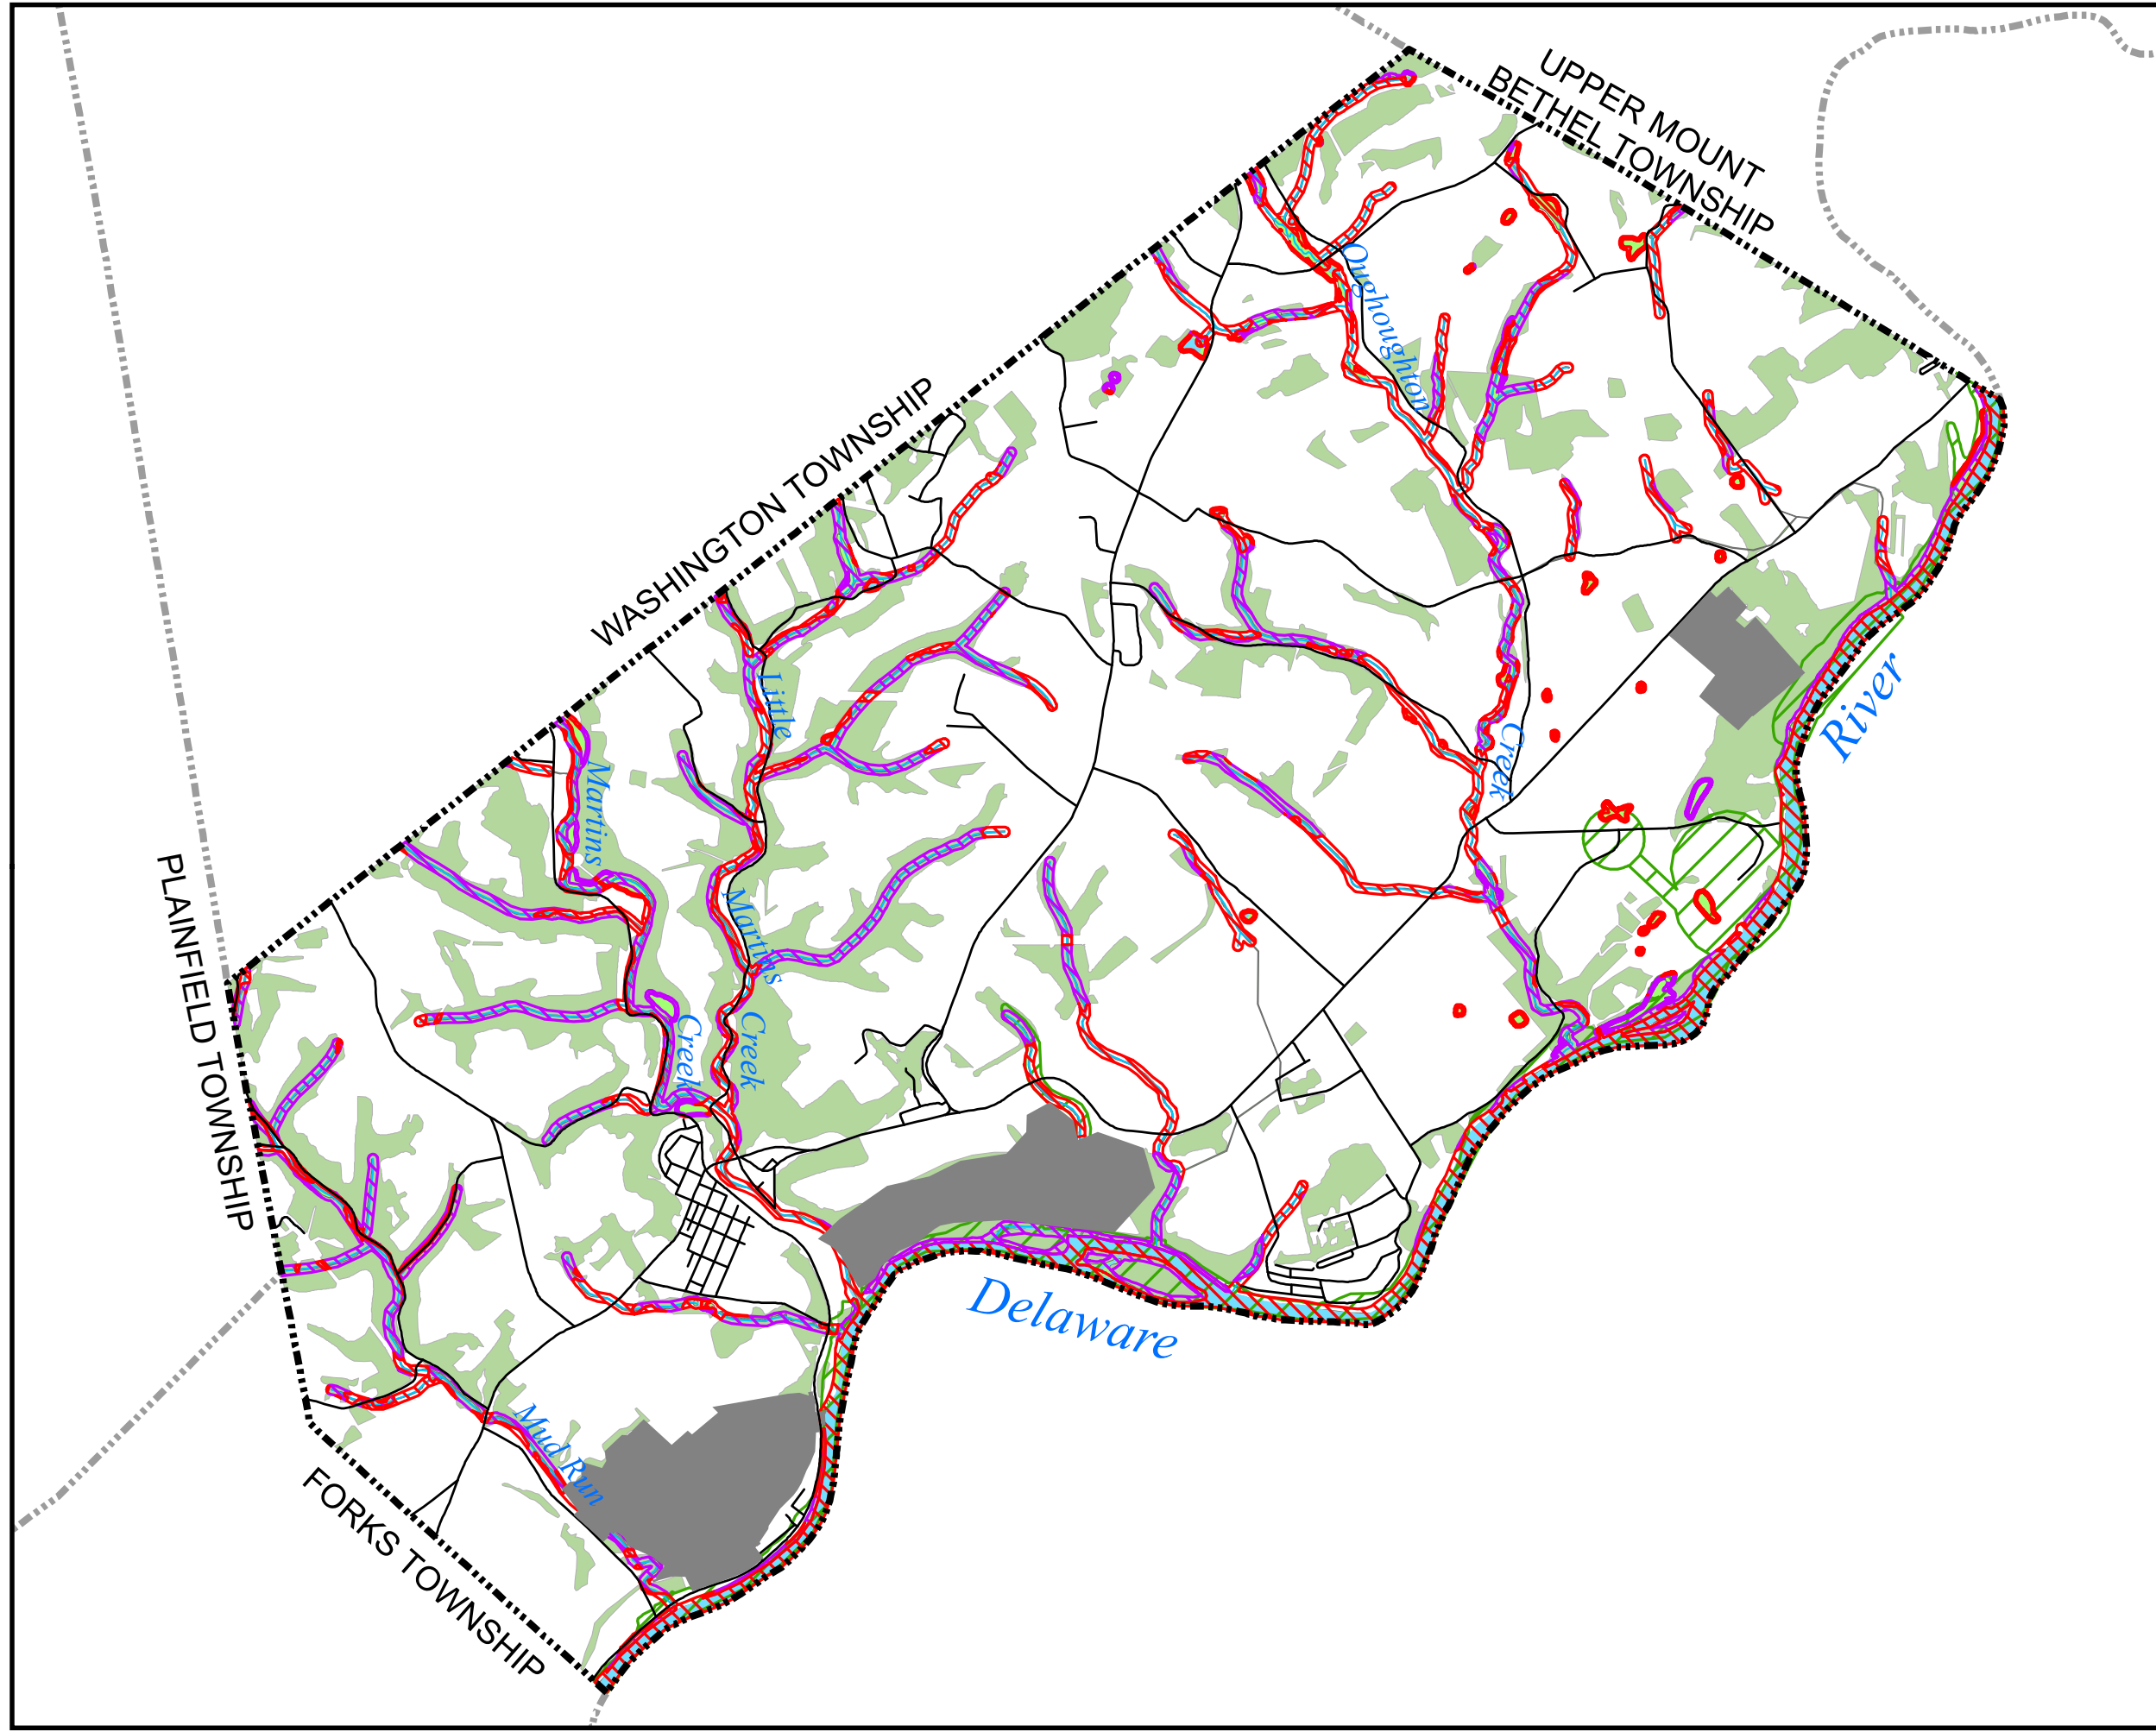 UPPER MOUNT
BETHEL TOWNSHIP
Oughoughton
WASHINGTON TOWNSHIP
Little
River
Creek
Martins
Martins
PLAINFIELD TOWNSHIP
Creek
Creek
Delaware
Mud Run
FORKS TOWNSHIP